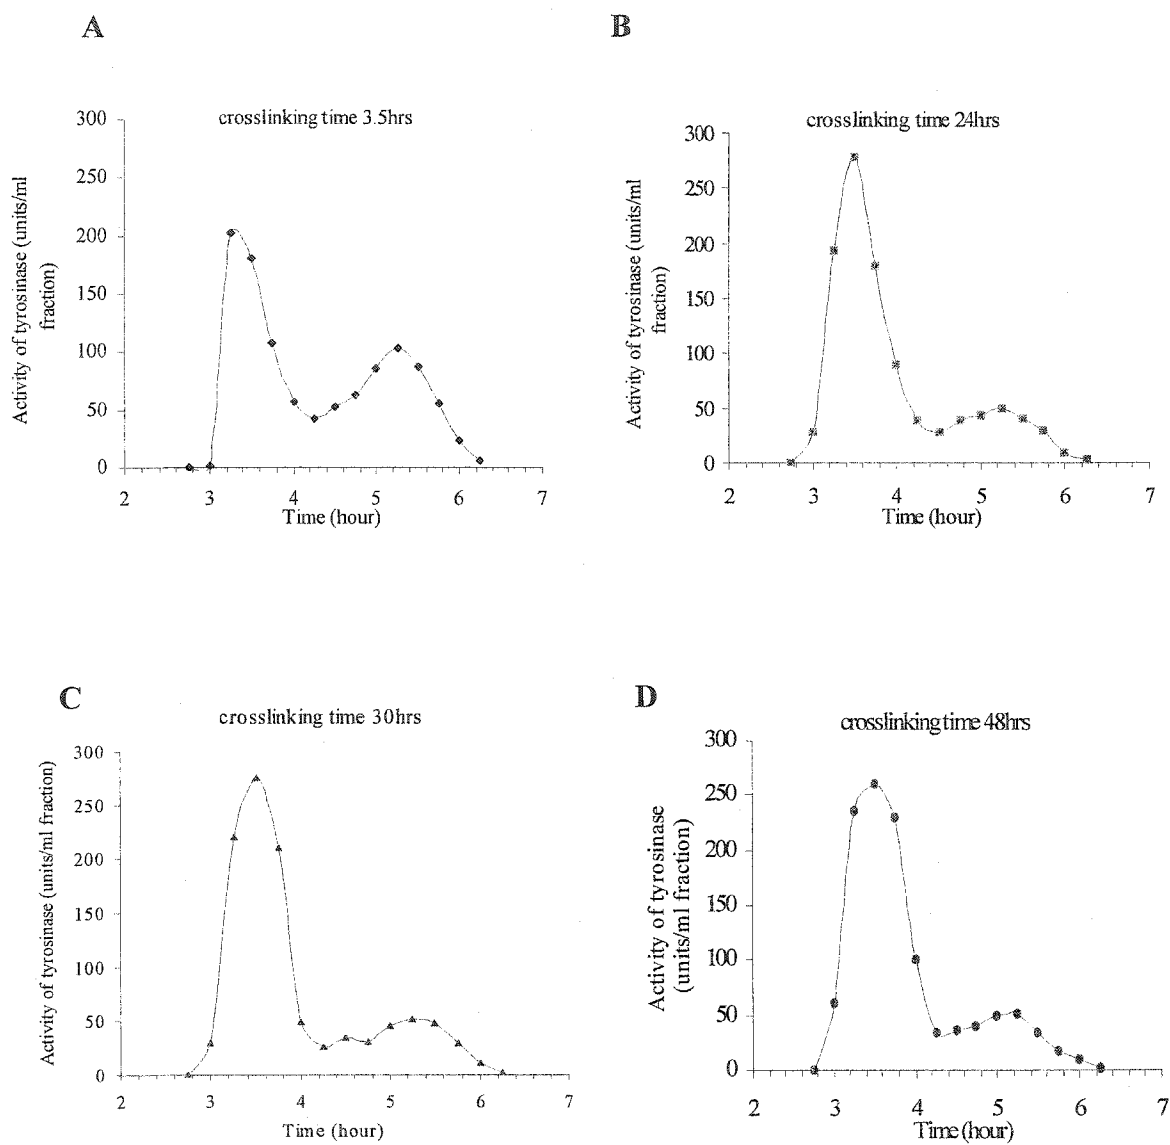 A
crosslinking time 3.5hrs
Activity of tyrosinase (units/ml
fraction)
300
250
200
150
100
50
0
2 3 4 5 6 7
Time (hour)
B
crosslinking time 24hrs
Activity of tyrosinase (units/ml
fraction)
300
250
200
150
100
50
0
2 3 4 5 6 7
Time (hour)
C
crosslinking time 30hrs
Activity of tyrosinase (units/ml fraction)
300
250
200
150
100
50
0
2 3 4 5 6 7
Time (hour)
D
crosslinking time 48hrs
Activity of tyrosinase
(units/ml fraction)
300
250
200
150
100
50
0
2 3 4 5 6 7
Time (hour)